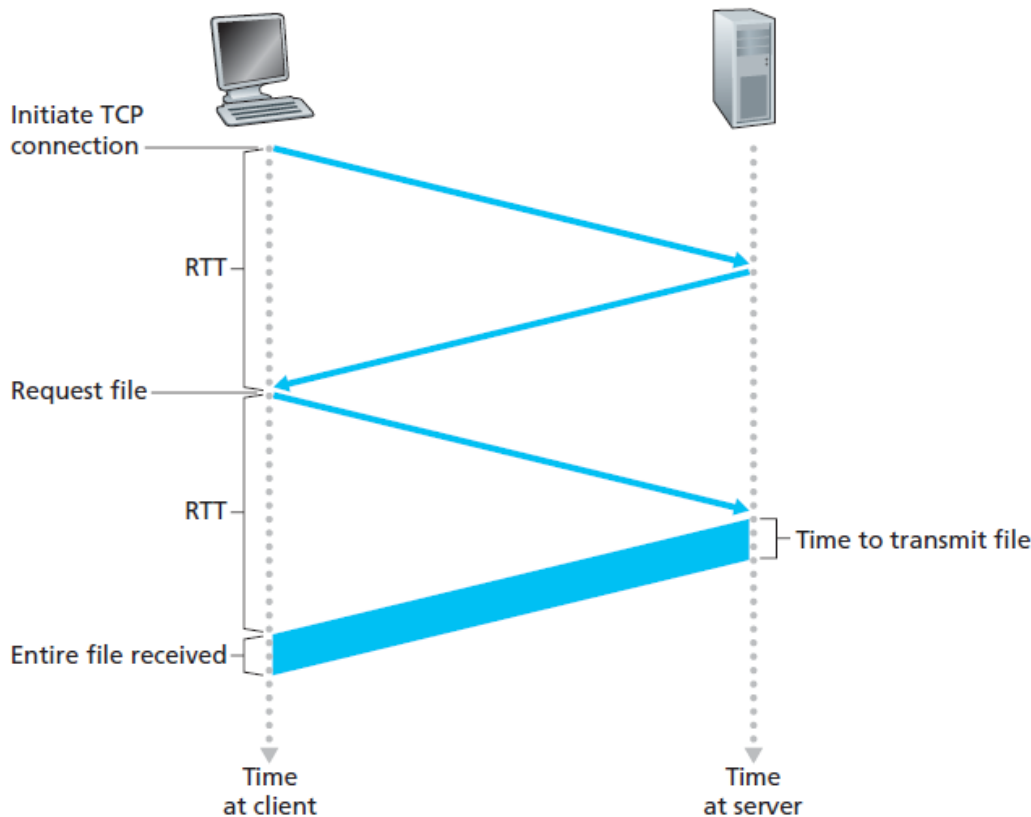 Initiate TCP
connection
RTT
Request file
RTT
Time to transmit file
Entire file received
Time
at client
Time
at server